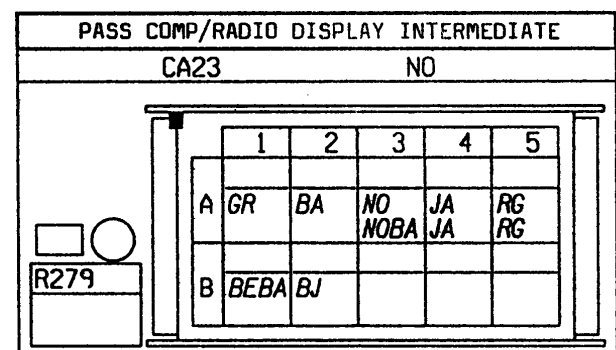 PASS COMP/RADIO DISPLAY INTERMEDIATE
CA23 NO
1 2 3 4 5
A GR BA NO JA RG
NOBA JA RG
R279
B BEBA BJ